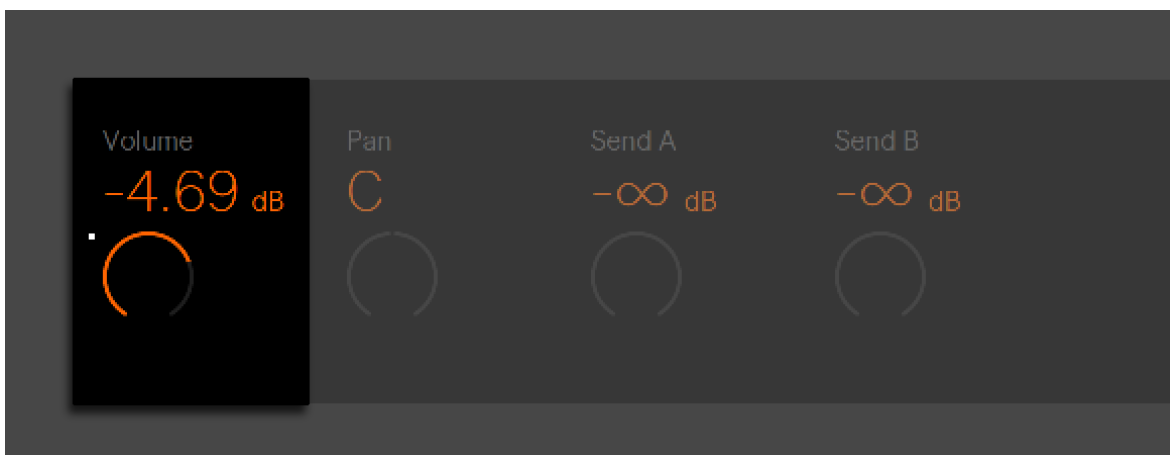 Volume Pan Send A Send B
-4.69 dB C -∞ dB -∞ dB